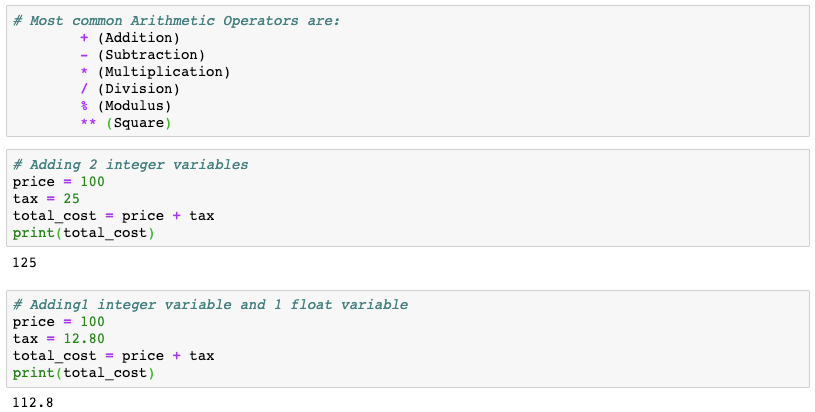 # Most common Arithmetic Operators are:
+ (Addition)
- (Subtraction)
* (Multiplication)
/ (Division)
% (Modulus)
** (Square)
# Adding 2 integer variables
price = 100
tax = 25
total_cost = price + tax
print(total_cost)
125
# Adding1 integer variable and 1 float variable
price = 100
tax = 12.80
total_cost = price + tax
print(total_cost)
112.8